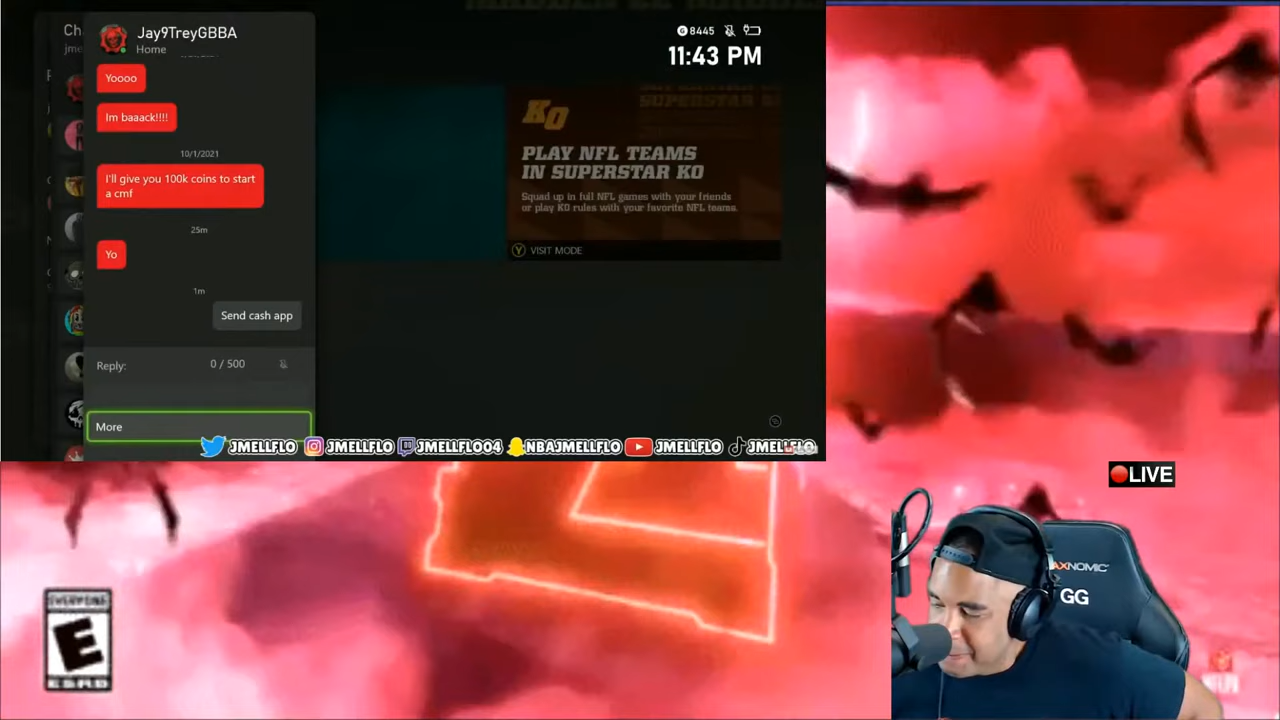 Jay9TreyGBBA
Home
Yoooo
Im baaack!!!!
10/1/2021
I'll give you 100k coins to start
a cmf
25m
Yo
1m
Send cash app
Reply:
0 / 500
More
8445
11:43 PM
KO
PLAY NFL TEAMS
IN SUPERSTAR KO
Squad up in full NFL games with your friends
or play KO rules with your favorite NFL teams.
Y VISIT MODE
JMELLFLO JMELLFLO JMELLFLO04 NBAJMELLFLO JMELLFLO JMELLFLO
LIVE
EVERYONE
E
ESRB
AXNOMIC
GG